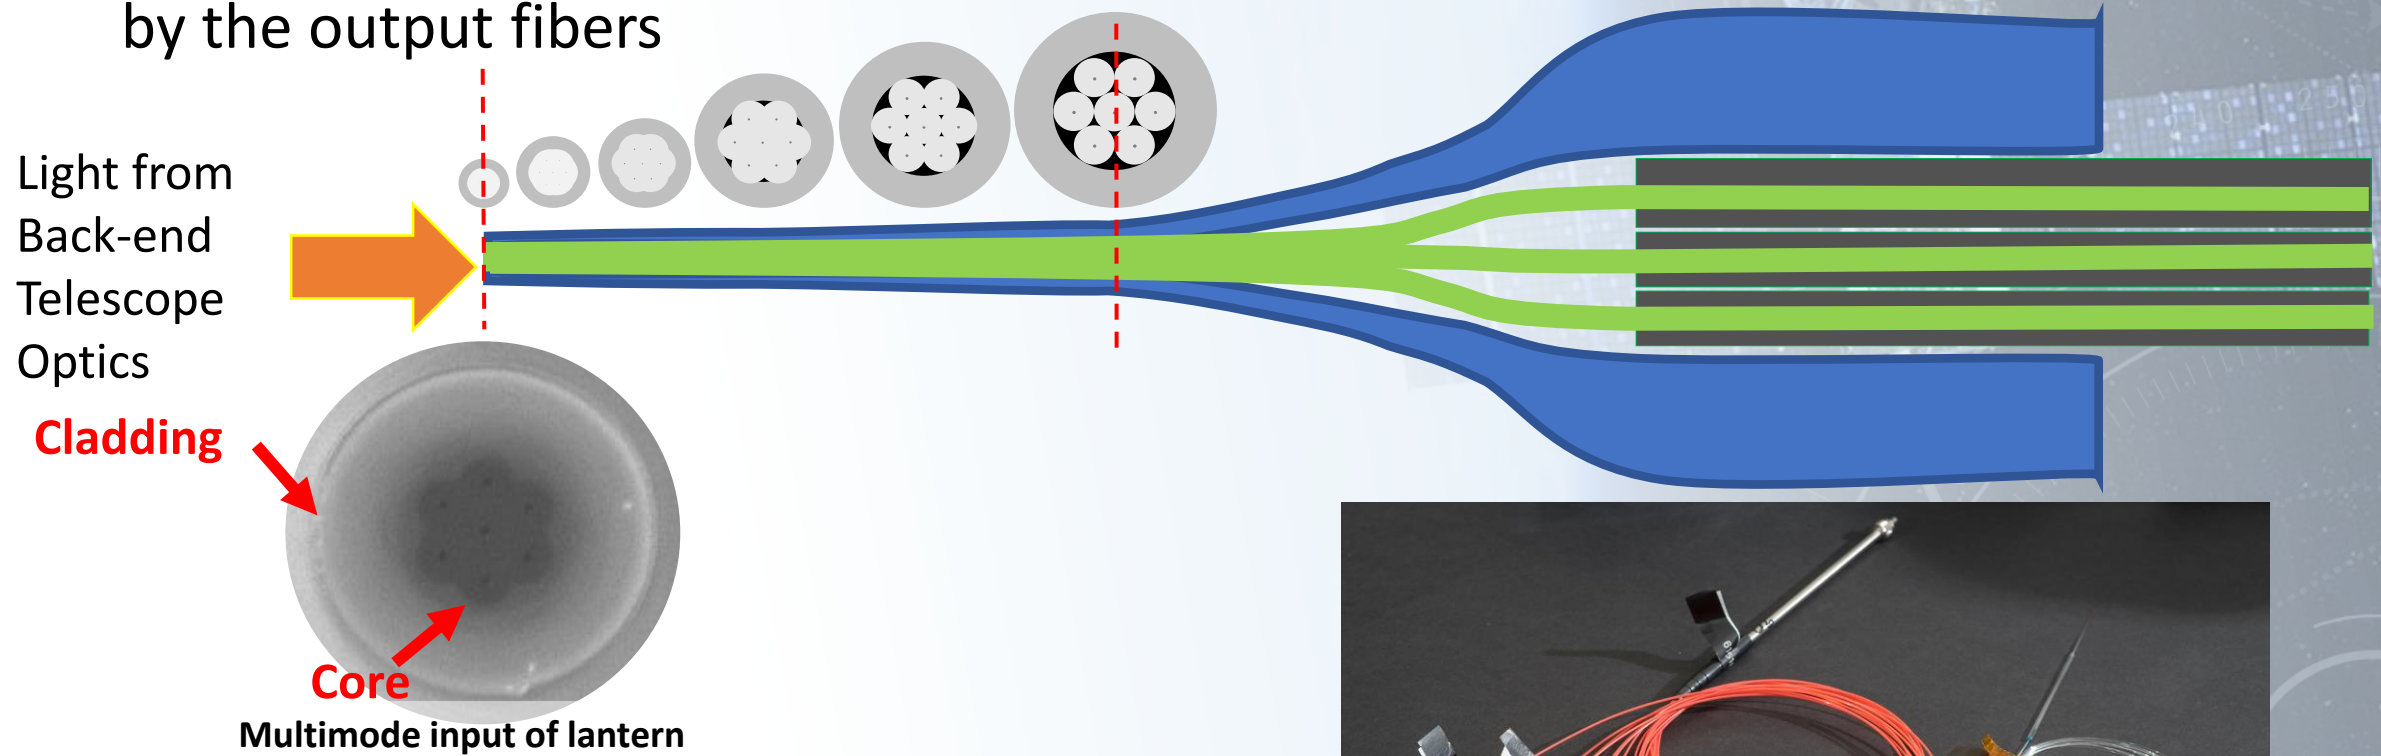 by the output fibers
Light from
Back-end
Telescope
Optics
Cladding
Core
Multimode input of lantern